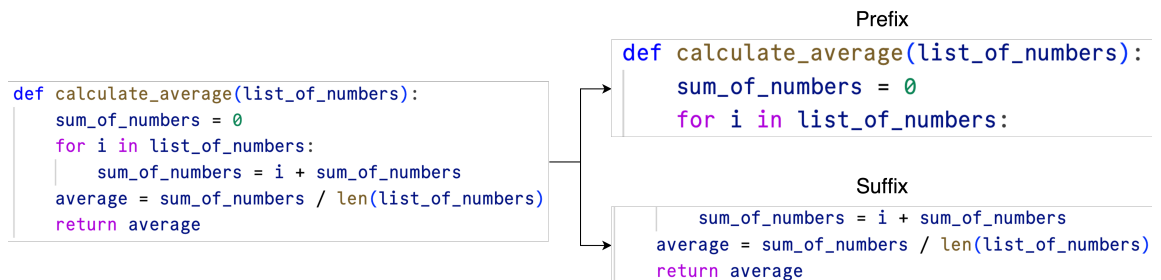 def calculate_average(list_of_numbers):
    sum_of_numbers = 0
    for i in list_of_numbers:
        sum_of_numbers = i + sum_of_numbers
    average = sum_of_numbers / len(list_of_numbers)
    return average
Prefix
def calculate_average(list_of_numbers):
    sum_of_numbers = 0
    for i in list_of_numbers:
Suffix
        sum_of_numbers = i + sum_of_numbers
    average = sum_of_numbers / len(list_of_numbers)
    return average